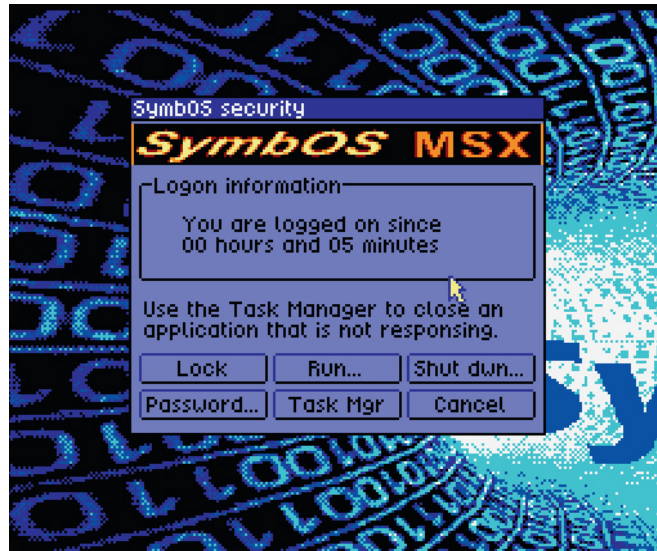 SymbOS security
SymbOS MSX
Logon information
You are logged on since
00 hours and 05 minutes
Use the Task Manager to close an
application that is not responsing.
Lock Run... Shut dwn...
Password... Task Mgr Cancel
Sy